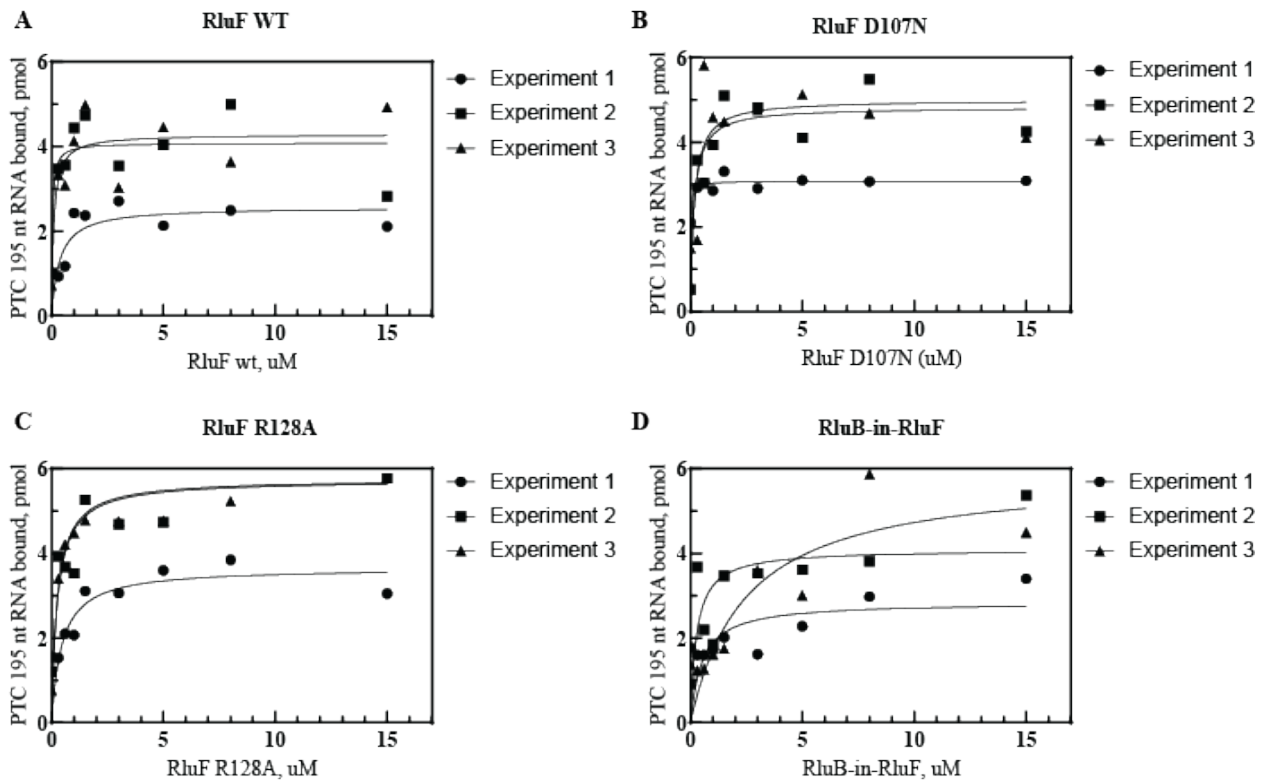 A
RluF WT
PTC 195 nt RNA bound, pmol
6
4
2
0
0
5
10
15
RluF wt, uM
Experiment 1
Experiment 2
Experiment 3
B
RluF D107N
PTC 195 nt RNA bound, pmol
6
4
2
0
0
5
10
15
RluF D107N (uM)
Experiment 1
Experiment 2
Experiment 3
C
RluF R128A
PTC 195 nt RNA bound, pmol
6
4
2
0
0
5
10
15
RluF R128A, uM
Experiment 1
Experiment 2
Experiment 3
D
RluB-in-RluF
PTC 195 nt RNA bound, pmol
6
4
2
0
0
5
10
15
RluB-in-RluF, uM
Experiment 1
Experiment 2
Experiment 3